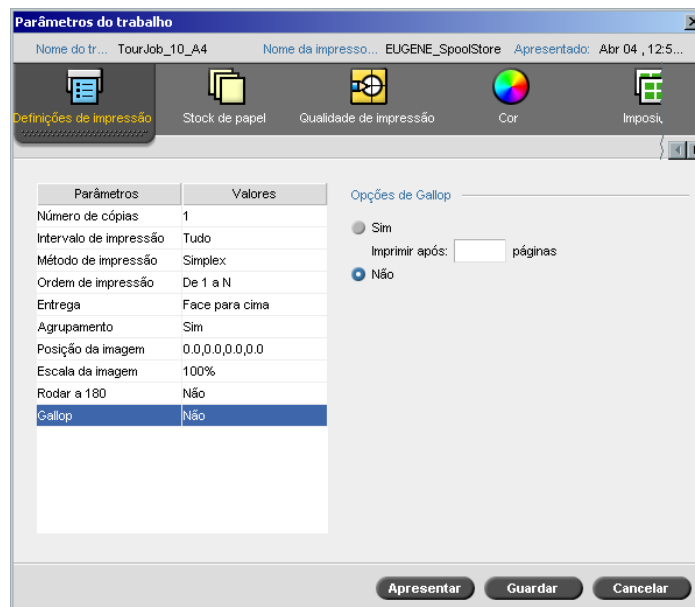 Parâmetros do trabalho
Nome do tr... TourJob_10_A4 Nome da impresso... EUGENE_SpoolStore Apresentado: Abr 04 , 12:5...
Definições de impressão Stock de papel Qualidade de impressão Cor Imposi
Parâmetros Valores
Número de cópias 1
Intervalo de impressão Tudo
Método de impressão Simplex
Ordem de impressão De 1 a N
Entrega Face para cima
Agrupamento Sim
Posição da imagem 0.0,0.0,0.0,0.0
Escala da imagem 100%
Rodar a 180 Não
Gallop Não
Opções de Gallop
Sim
Imprimir após: páginas
Não
Apresentar Guardar Cancelar